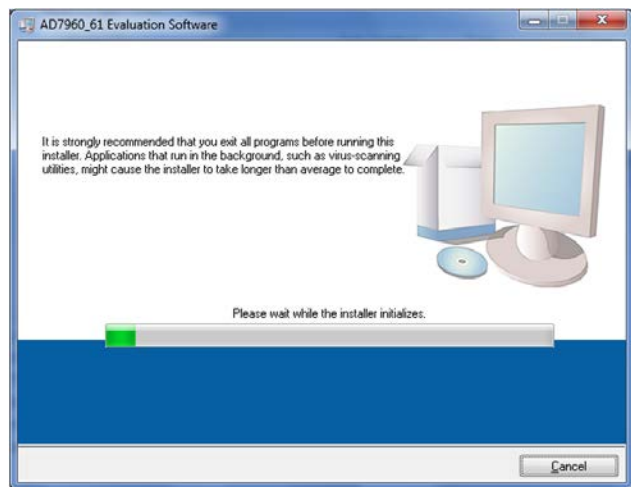 AD7960_61 Evaluation Software
It is strongly recommended that you exit all programs before running this
installer. Applications that run in the background, such as virus-scanning
utilities, might cause the installer to take longer than average to complete.
Please wait while the installer initializes.
Cancel